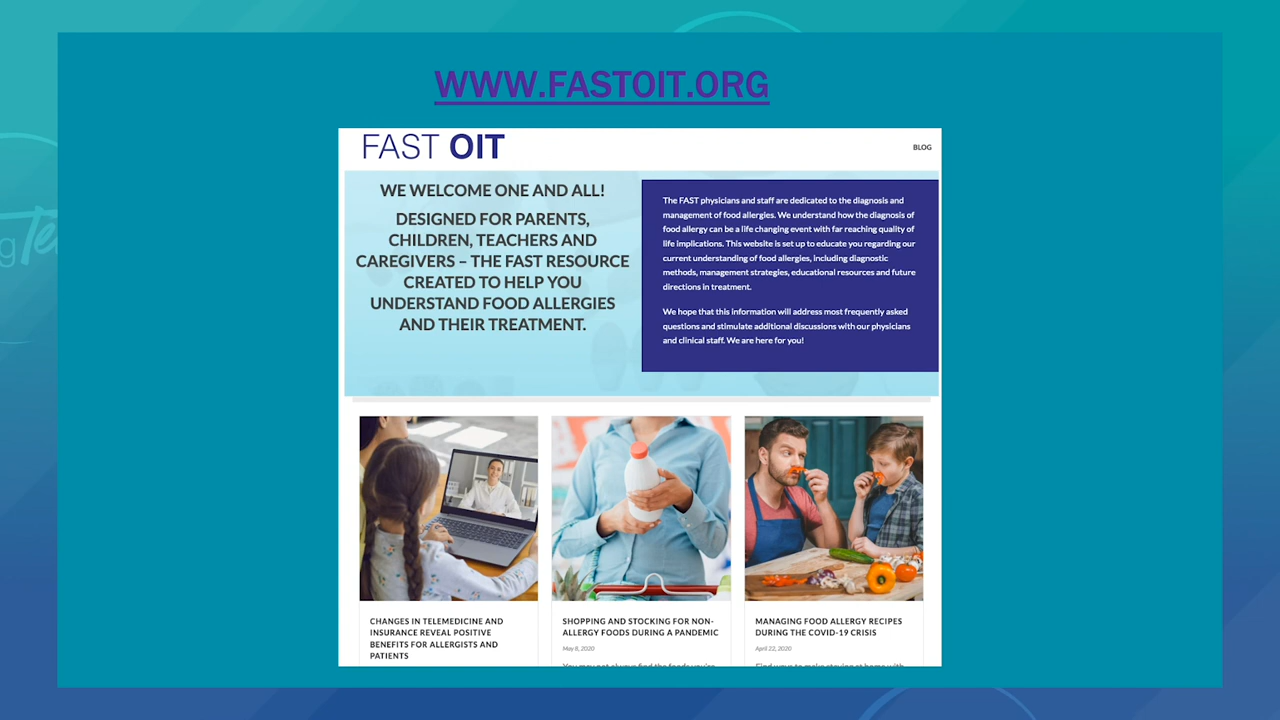 WWW.FASTOIT.ORG
FAST OIT
BLOG
WE WELCOME ONE AND ALL!
DESIGNED FOR PARENTS,
CHILDREN, TEACHERS AND
CAREGIVERS – THE FAST RESOURCE
CREATED TO HELP YOU
UNDERSTAND FOOD ALLERGIES
AND THEIR TREATMENT.
The FAST physicians and staff are dedicated to the diagnosis and
management of food allergies. We understand how the diagnosis of
food allergy can be a life changing event with far reaching quality of
life implications. This website is set up to educate you regarding our
current understanding of food allergies, including diagnostic
methods, management strategies, educational resources and future
directions in treatment.
We hope that this information will address most frequently asked
questions and stimulate additional discussions with our physicians
and clinical staff. We are here for you!
CHANGES IN TELEMEDICINE AND
INSURANCE REVEAL POSITIVE
BENEFITS FOR ALLERGISTS AND
PATIENTS
SHOPPING AND STOCKING FOR NON-
ALLERGY FOODS DURING A PANDEMIC
May 8, 2020
MANAGING FOOD ALLERGY RECIPES
DURING THE COVID-19 CRISIS
April 22, 2020